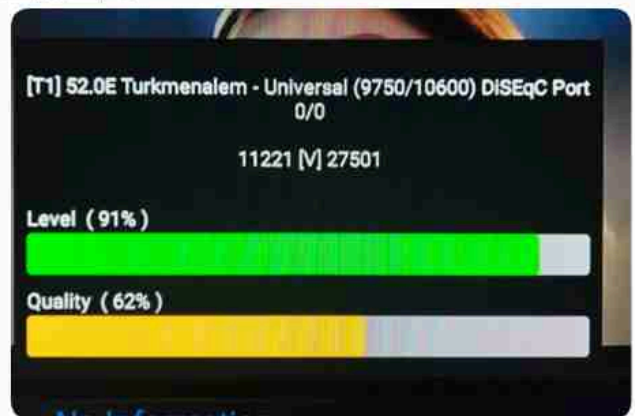 [T1] 52.0E Turkmenalem - Universal (9750/10600) DiSEqC Port
0/0
11221 [V] 27501
Level ( 91% )
Quality ( 62% )